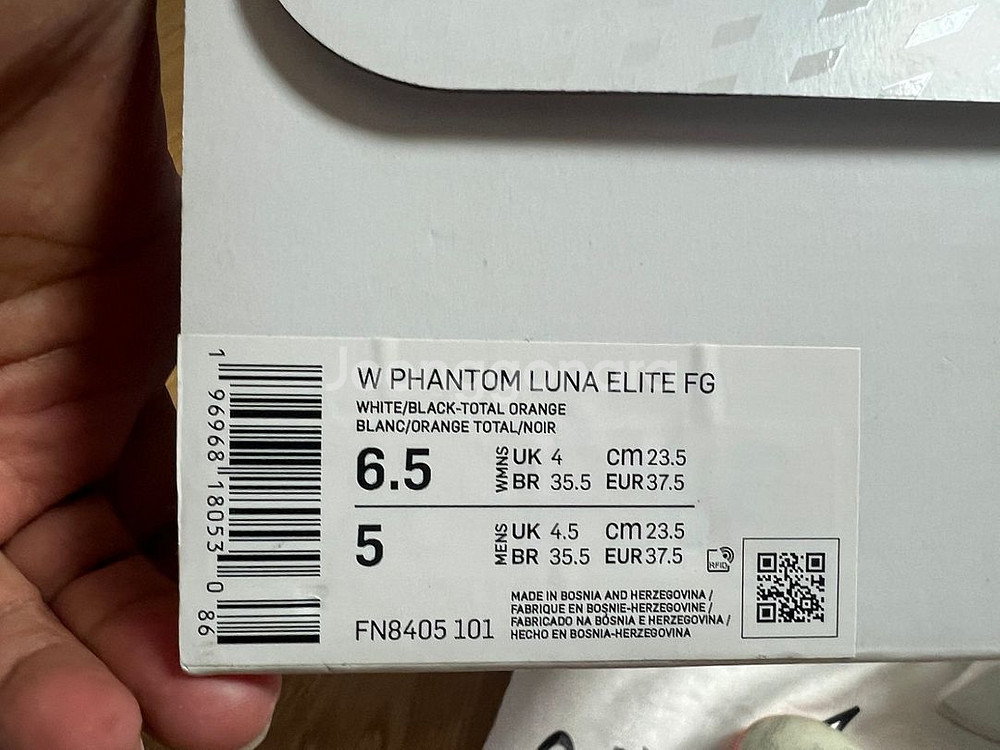 W PHANTOM LUNA ELITE FG
WHITE/BLACK-TOTAL ORANGE
BLANC/ORANGE TOTAL/NOIR
6.5 WMNS UK 4 cm 23.5
BR 35.5 EUR 37.5
5 MENS UK 4.5 cm 23.5
BR 35.5 EUR 37.5
RFID
MADE IN BOSNIA AND HERZEGOVINA /
FABRIQUE EN BOSNIE-HERZEGOVINE /
FABRICADO NA BÓSNIA E HERZEGOVINA /
HECHO EN BOSNIA-HERZEGOVINA
FN8405 101
1 96968 18053 0 86